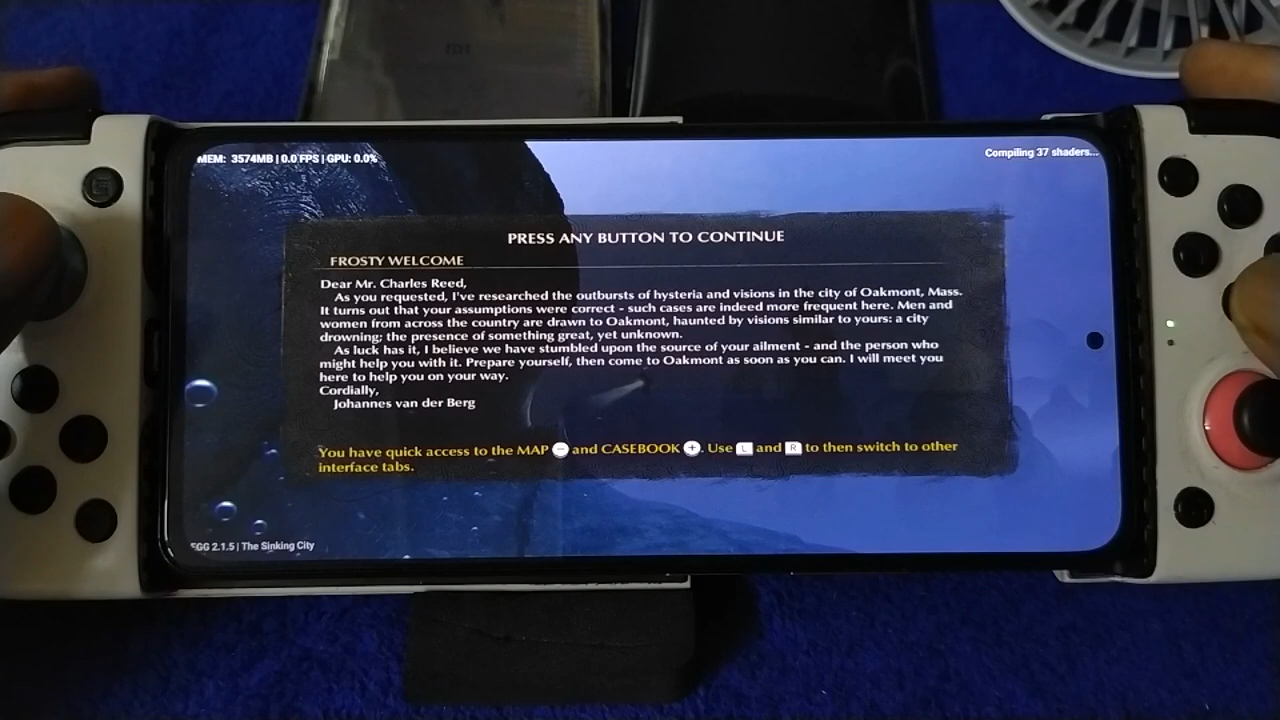 MEM: 3574MB | 0.0 FPS | GPU: 0.0%
Compiling 37 shaders...
PRESS ANY BUTTON TO CONTINUE
FROSTY WELCOME
Dear Mr. Charles Reed,
As you requested, I've researched the outbursts of hysteria and visions in the city of Oakmont, Mass.
It turns out that your assumptions were correct - such cases are indeed more frequent here. Men and
women from across the country are drawn to Oakmont, haunted by visions similar to yours: a city
drowning; the presence of something great, yet unknown.
As luck has it, I believe we have stumbled upon the source of your ailment - and the person who
might help you with it. Prepare yourself, then come to Oakmont as soon as you can. I will meet you
here to help you on your way.
Cordially,
Johannes van der Berg
You have quick access to the MAP - and CASEBOOK +. Use L and R to then switch to other
interface tabs.
EGG 2.1.5 | The Sinking City